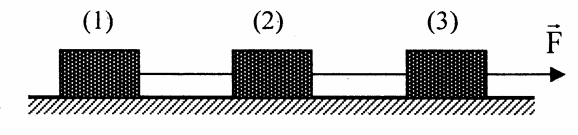 (1) (2) (3)
F⃗